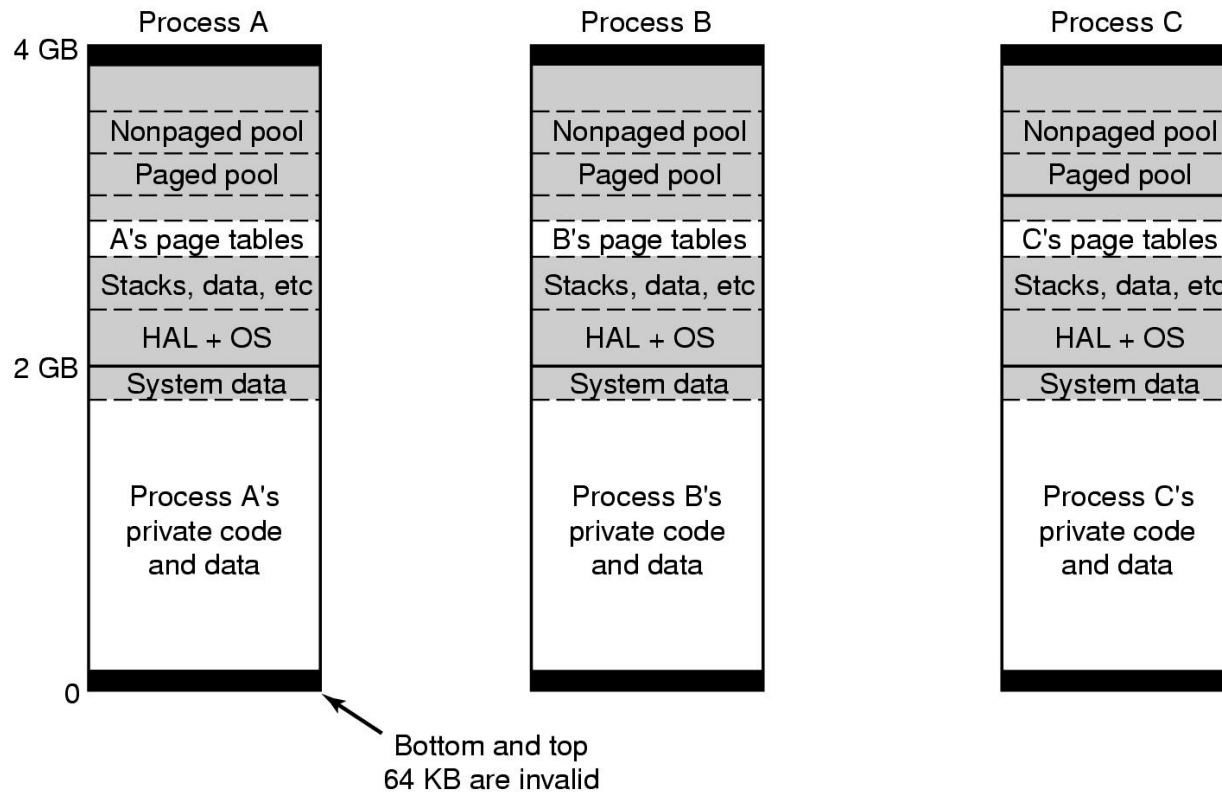 Process A
Process B
Process C
4 GB
Nonpaged pool
Nonpaged pool
Nonpaged pool
Paged pool
Paged pool
Paged pool
A's page tables
B's page tables
C's page tables
Stacks, data, etc
Stacks, data, etc
Stacks, data, etc
HAL + OS
HAL + OS
HAL + OS
2 GB
System data
System data
System data
Process A's
private code
and data
Process B's
private code
and data
Process C's
private code
and data
0
Bottom and top
64 KB are invalid